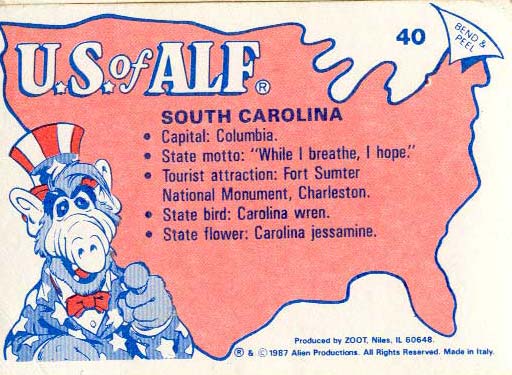 40
BEND &
PEEL
U.S. of ALF®
SOUTH CAROLINA
• Capital: Columbia.
• State motto: "While I breathe, I hope."
• Tourist attraction: Fort Sumter
National Monument, Charleston.
• State bird: Carolina wren.
• State flower: Carolina jessamine.
Produced by ZOOT, Niles, IL 60648.
® & © 1987 Alien Productions. All Rights Reserved. Made in Italy.